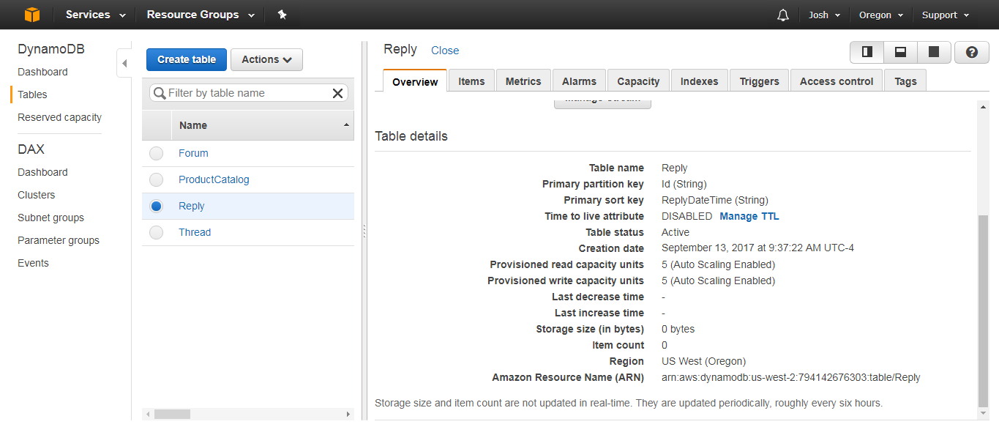 Services Resource Groups Josh Oregon Support
DynamoDB
Dashboard
Tables
Reserved capacity
DAX
Dashboard
Clusters
Subnet groups
Parameter groups
Events
Create table Actions
Filter by table name
Name
Forum
ProductCatalog
Reply
Thread
Reply Close
Overview Items Metrics Alarms Capacity Indexes Triggers Access control Tags
Manage stream
Table details
Table name Reply
Primary partition key Id (String)
Primary sort key ReplyDateTime (String)
Time to live attribute DISABLED Manage TTL
Table status Active
Creation date September 13, 2017 at 9:37:22 AM UTC-4
Provisioned read capacity units 5 (Auto Scaling Enabled)
Provisioned write capacity units 5 (Auto Scaling Enabled)
Last decrease time -
Last increase time -
Storage size (in bytes) 0 bytes
Item count 0
Region US West (Oregon)
Amazon Resource Name (ARN) arn:aws:dynamodb:us-west-2:794142676303:table/Reply
Storage size and item count are not updated in real-time. They are updated periodically, roughly every six hours.